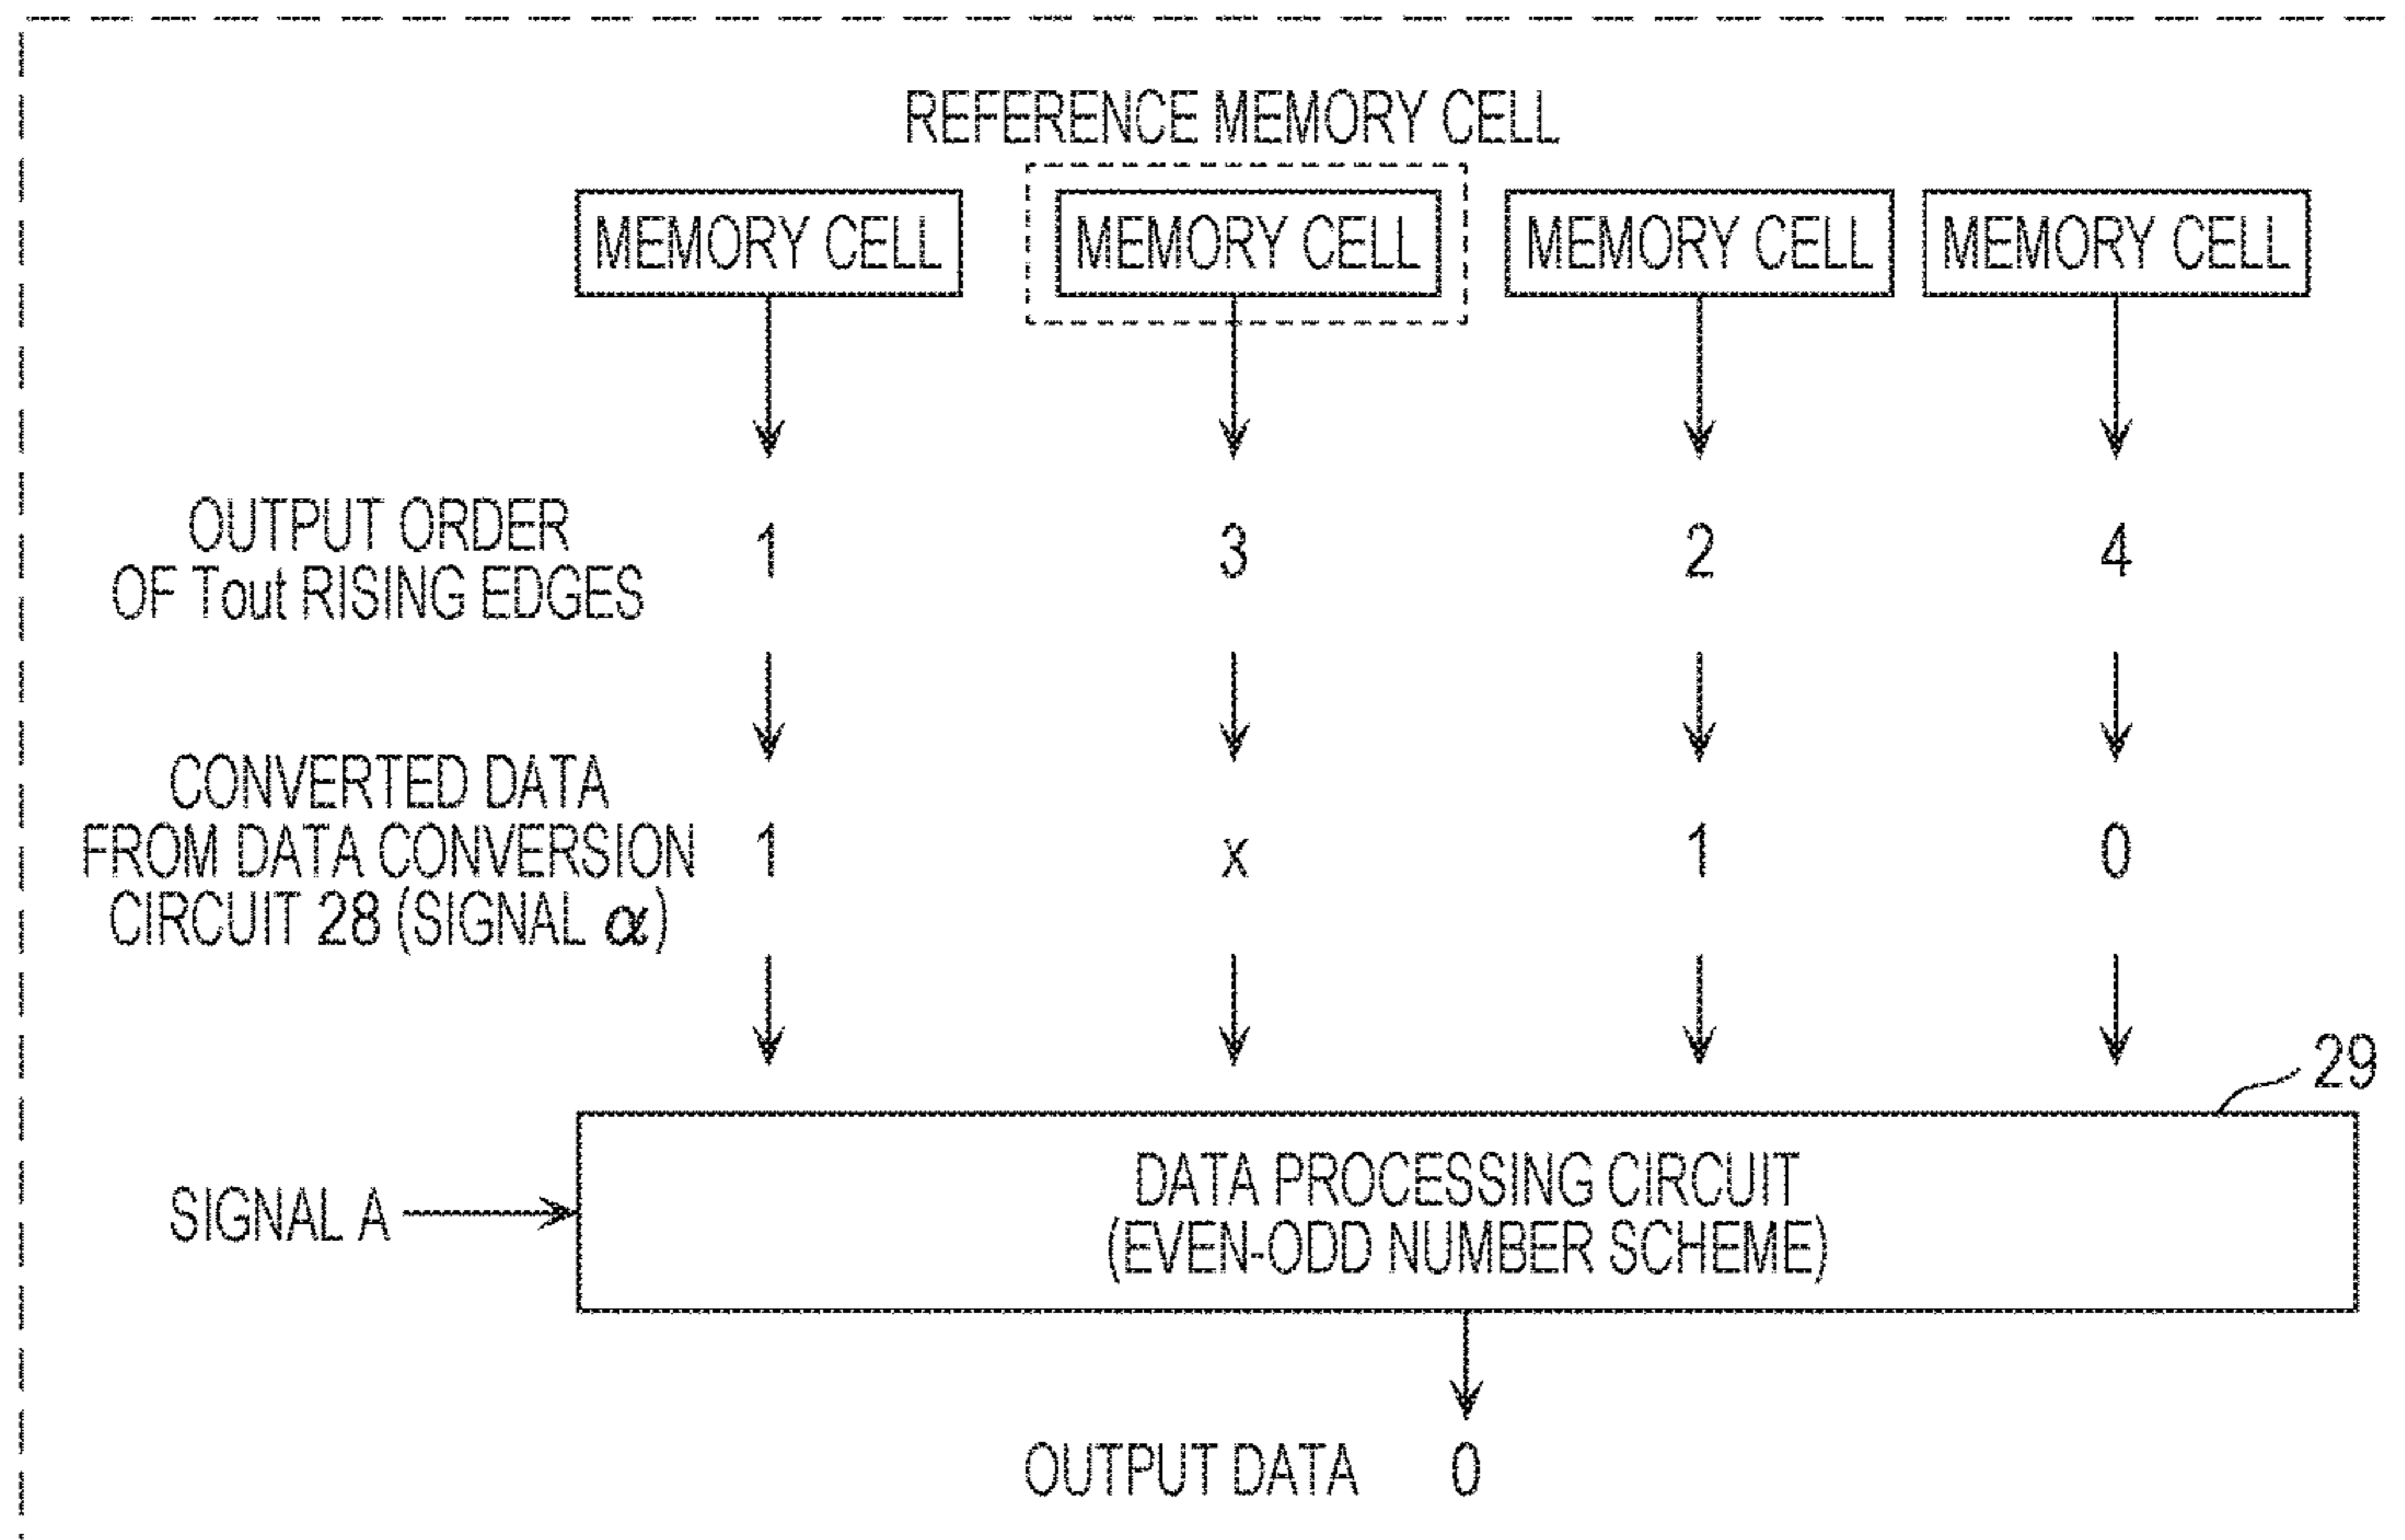 REFERENCE MEMORY CELL
MEMORY CELL MEMORY CELL MEMORY CELL MEMORY CELL
OUTPUT ORDER
OF Tout RISING EDGES
1 3 2 4
CONVERTED DATA
FROM DATA CONVERSION
CIRCUIT 28 (SIGNAL α)
1 x 1 0
29
SIGNAL A
DATA PROCESSING CIRCUIT
(EVEN-ODD NUMBER SCHEME)
OUTPUT DATA 0